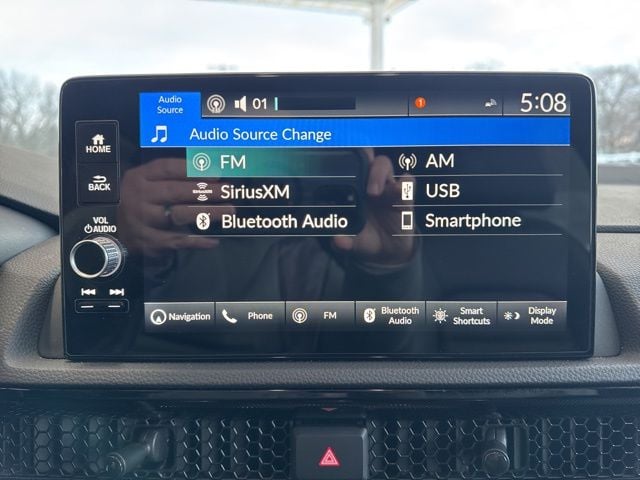 Audio
Source
01
1
5:08
HOME
BACK
VOL
AUDIO
Audio Source Change
FM
AM
SiriusXM
USB
Bluetooth Audio
Smartphone
Navigation
Phone
FM
Bluetooth
Audio
Smart
Shortcuts
Display
Mode